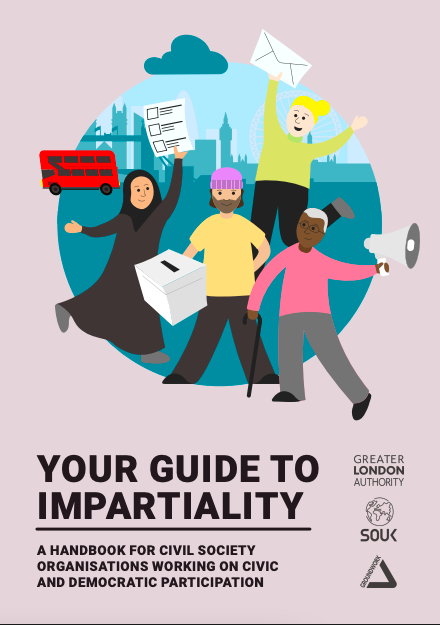 YOUR GUIDE TO
IMPARTIALITY
A HANDBOOK FOR CIVIL SOCIETY
ORGANISATIONS WORKING ON CIVIC
AND DEMOCRATIC PARTICIPATION
GREATER
LONDON
AUTHORITY
SOUK
GROUNDWORK